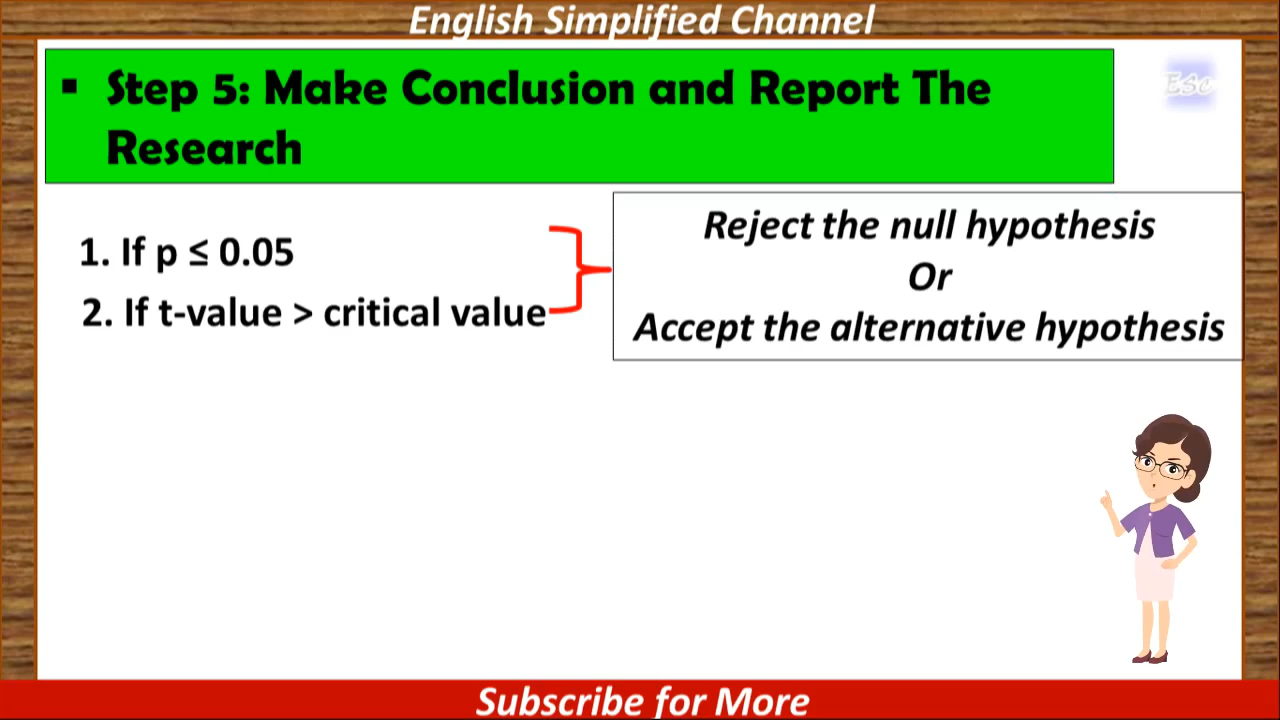 English Simplified Channel
▪ Step 5: Make Conclusion and Report The
Research
ESC
1. If p ≤ 0.05
2. If t-value > critical value
Reject the null hypothesis
Or
Accept the alternative hypothesis
Subscribe for More